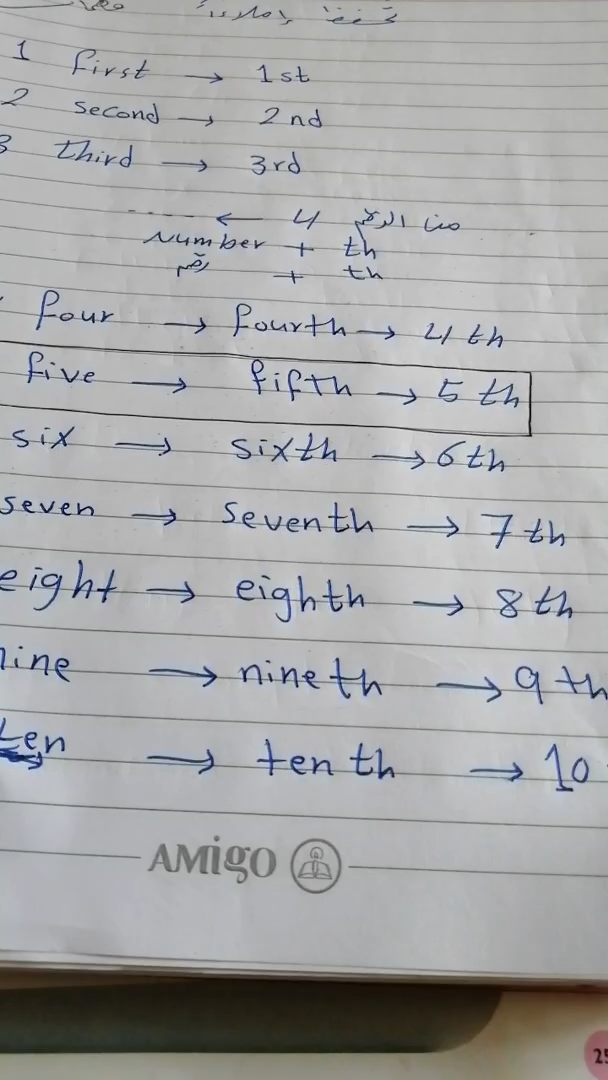 1 first → 1st
2 second → 2nd
3 third → 3rd
من الرقم 4 ← -----
Number + th
رقم + th
four → fourth → 4th
five → fifth → 5th
six → sixth → 6th
seven → seventh → 7th
eight → eighth → 8th
nine → nineth → 9th
ten → tenth → 10
AMigo
25